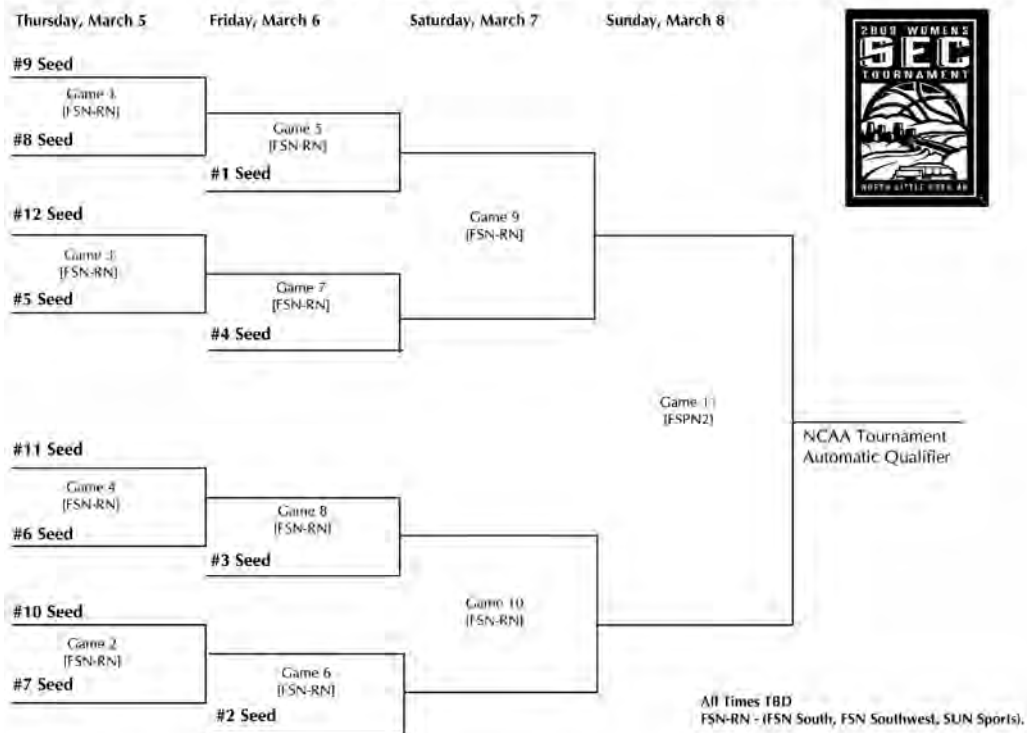 Thursday, March 5
Friday, March 6
Saturday, March 7
Sunday, March 8
2009 WOMENS
SEC
TOURNAMENT
NORTH LITTLE ROCK, AR
#9 Seed
Game 1
[FSN-RN]
#8 Seed
Game 5
[FSN-RN]
#1 Seed
#12 Seed
Game 3
[FSN-RN]
#5 Seed
Game 9
[FSN-RN]
Game 7
[FSN-RN]
#4 Seed
Game 11
[ESPN2]
NCAA Tournament
Automatic Qualifier
#11 Seed
Game 4
[FSN-RN]
#6 Seed
Game 8
[FSN-RN]
#3 Seed
#10 Seed
Game 2
[FSN-RN]
#7 Seed
Game 10
[FSN-RN]
Game 6
[FSN-RN]
#2 Seed
All Times TBD
FSN-RN - (FSN South, FSN Southwest, SUN Sports).